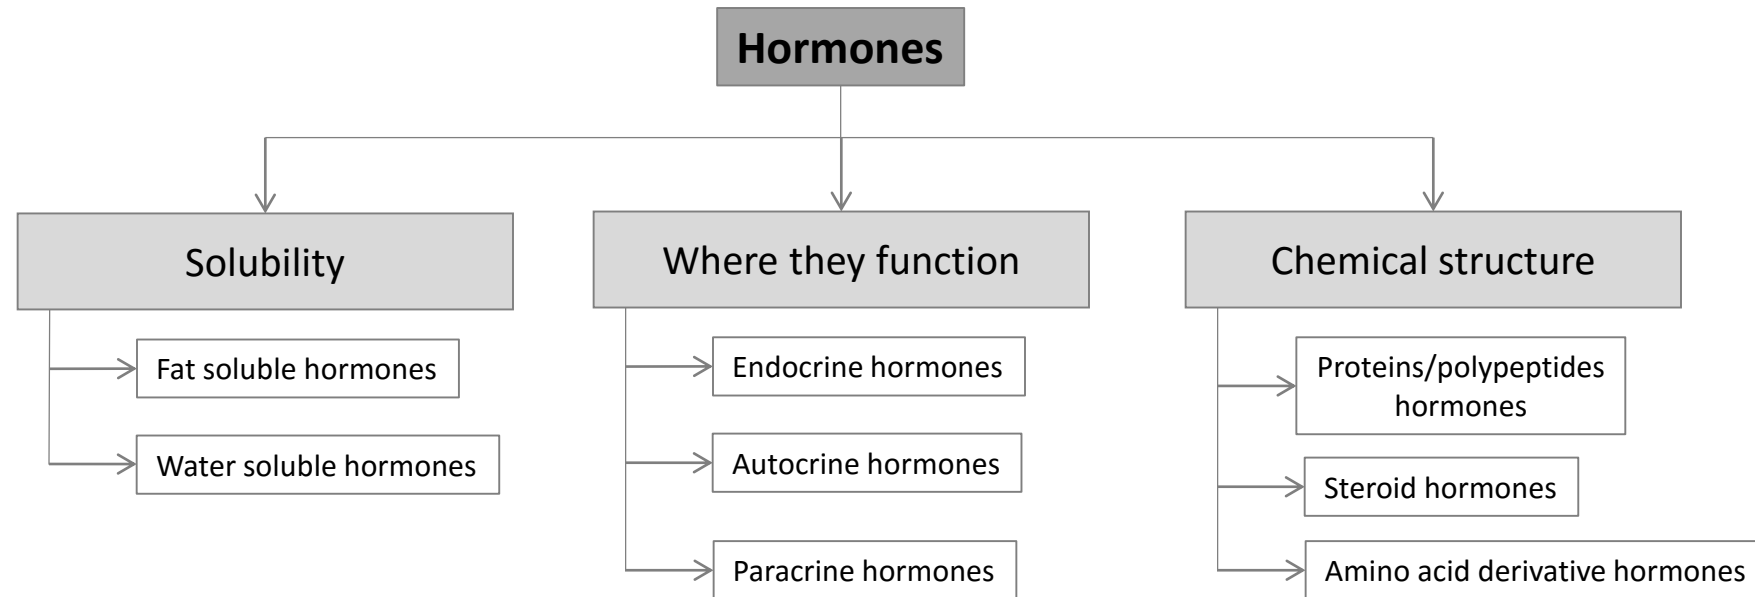 Hormones
Solubility
Fat soluble hormones
Water soluble hormones
Where they function
Endocrine hormones
Autocrine hormones
Paracrine hormones
Chemical structure
Proteins/polypeptides
hormones
Steroid hormones
Amino acid derivative hormones